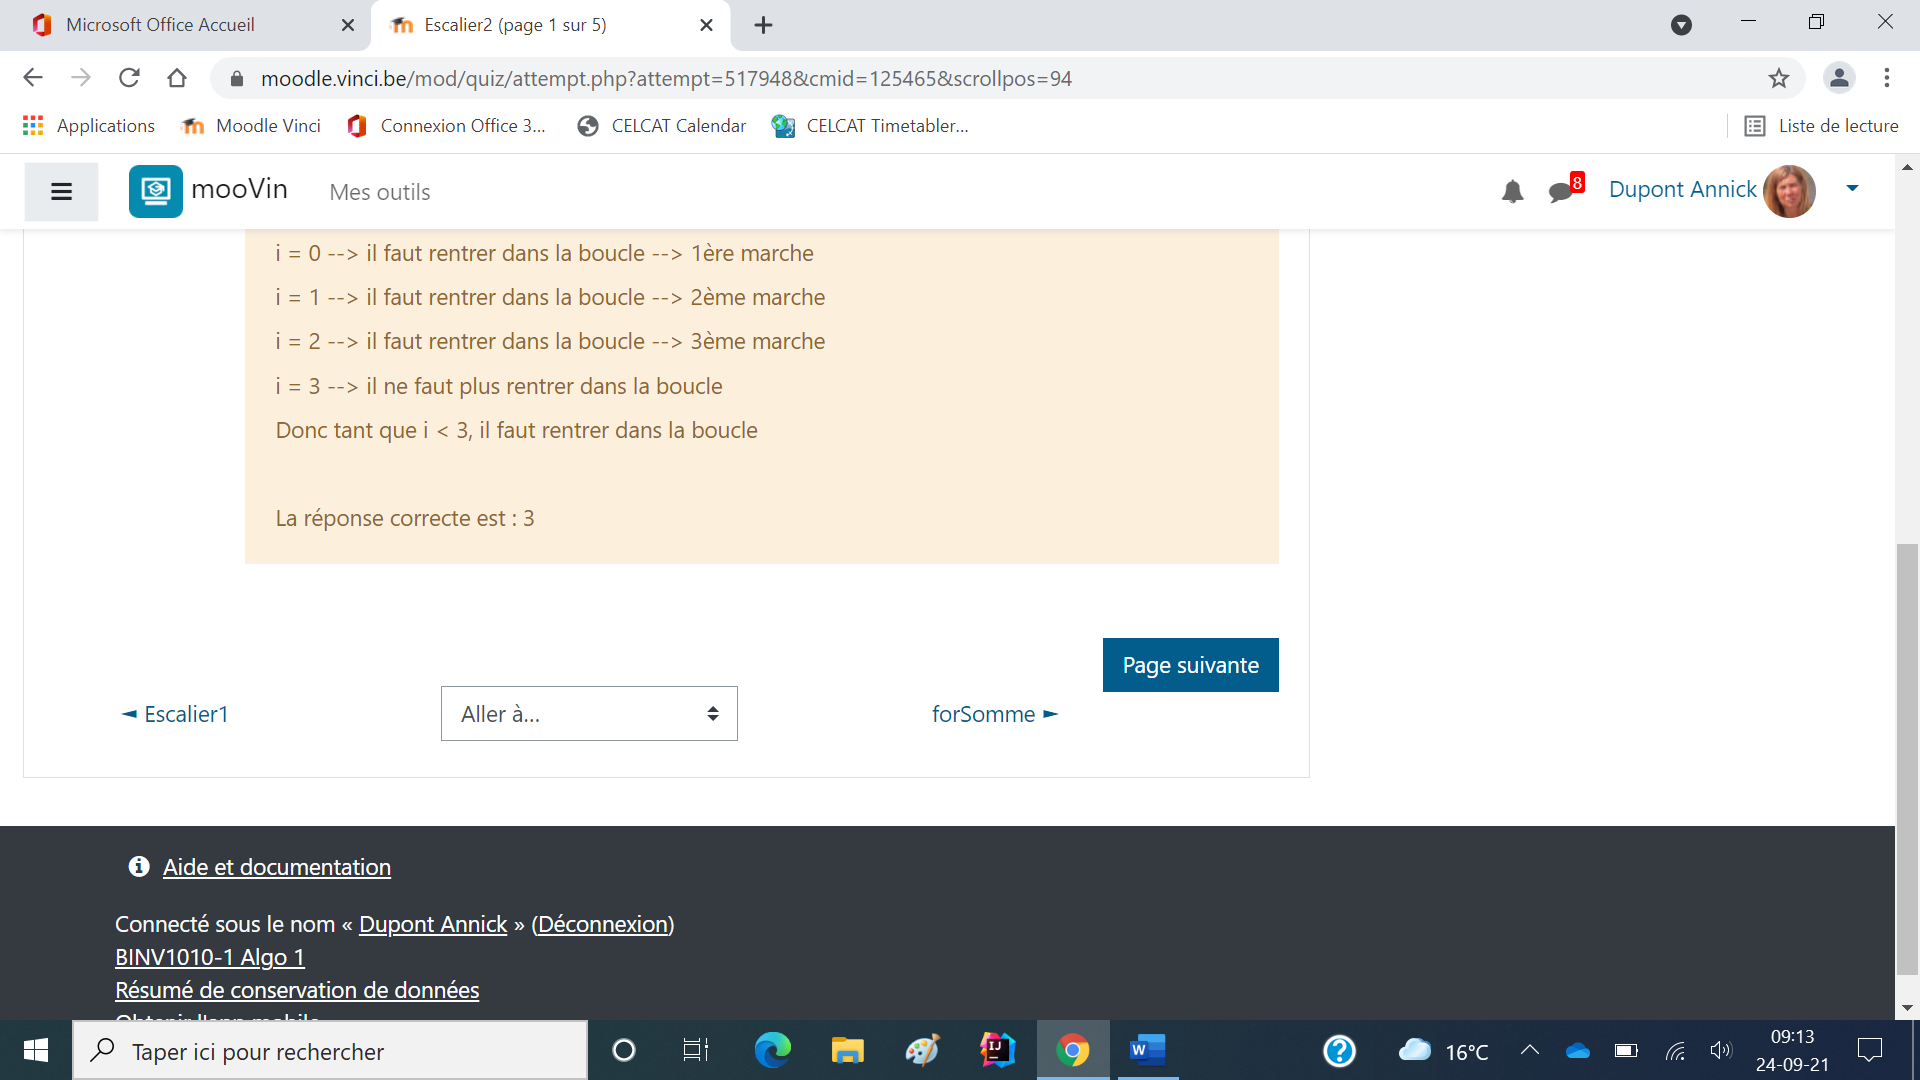 Microsoft Office Accueil
Escalier2 (page 1 sur 5)
moodle.vinci.be/mod/quiz/attempt.php?attempt=517948&cmid=125465&scrollpos=94
Applications
Moodle Vinci
Connexion Office 3...
CELCAT Calendar
CELCAT Timetabler...
Liste de lecture
mooVin
Mes outils
8
Dupont Annick
i = 0 --> il faut rentrer dans la boucle --> 1ère marche
i = 1 --> il faut rentrer dans la boucle --> 2ème marche
i = 2 --> il faut rentrer dans la boucle --> 3ème marche
i = 3 --> il ne faut plus rentrer dans la boucle
Donc tant que i < 3, il faut rentrer dans la boucle
La réponse correcte est : 3
Page suivante
◄ Escalier1
Aller à...
forSomme ►
Aide et documentation
Connecté sous le nom « Dupont Annick » (Déconnexion)
BINV1010-1 Algo 1
Résumé de conservation de données
Obtenir l'app mobile
Taper ici pour rechercher
IJ
W
16°C
09:13
24-09-21